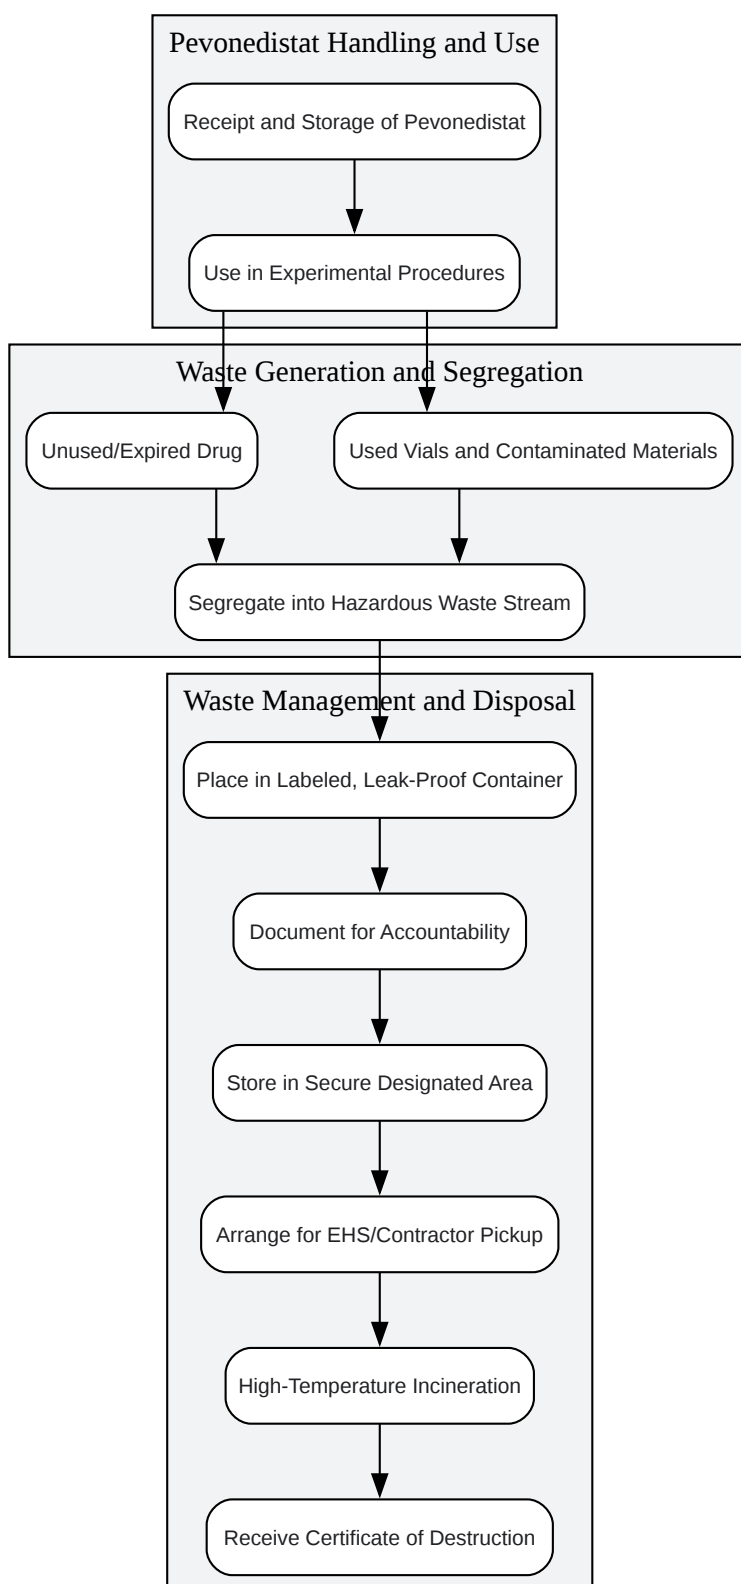 Pevonedistat Handling and Use
Receipt and Storage of Pevonedistat
Use in Experimental Procedures
Waste Generation and Segregation
Unused/Expired Drug
Used Vials and Contaminated Materials
Segregate into Hazardous Waste Stream
Waste Management and Disposal
Place in Labeled, Leak-Proof Container
Document for Accountability
Store in Secure Designated Area
Arrange for EHS/Contractor Pickup
High-Temperature Incineration
Receive Certificate of Destruction